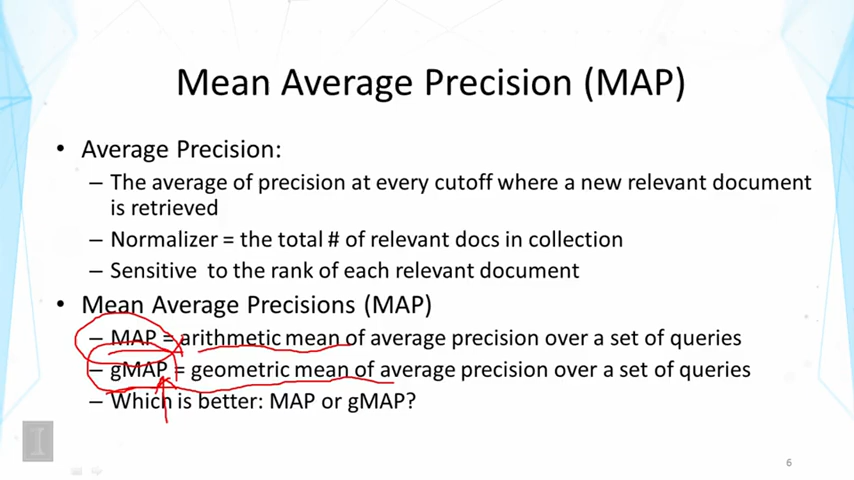 Mean Average Precision (MAP)
• Average Precision:
– The average of precision at every cutoff where a new relevant document
is retrieved
– Normalizer = the total # of relevant docs in collection
– Sensitive to the rank of each relevant document
• Mean Average Precisions (MAP)
– MAP = arithmetic mean of average precision over a set of queries
– gMAP = geometric mean of average precision over a set of queries
– Which is better: MAP or gMAP?
I
6